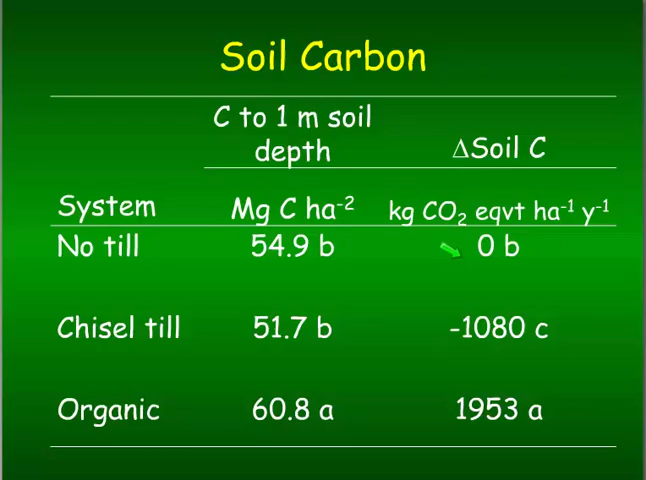 Soil Carbon
C to 1 m soil
depth
ΔSoil C
System
Mg C ha⁻²
kg CO₂ eqvt ha⁻¹ y⁻¹
No till 54.9 b 0 b
Chisel till 51.7 b -1080 c
Organic 60.8 a 1953 a